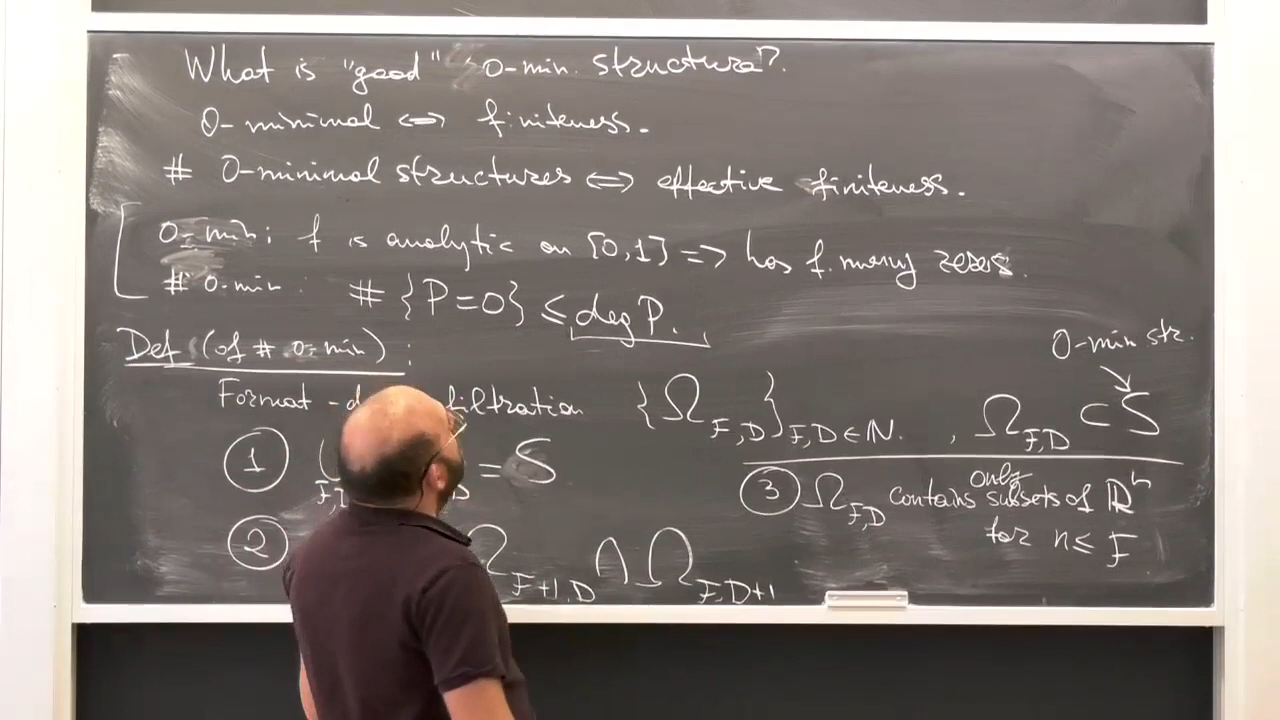 What is "good" o-min. structure?
O-minimal <=> finiteness.
# O-minimal structures <=> effective finiteness.
O-min: f is analytic on [0,1] => has f. many zeros.
# O-min: # {P=0} ≤ deg P.
Def (of # o-min):
O-min str.
Format - filtration {Ω_{F,D}}_{F,D∈ℕ}. , Ω_{F,D} ⊂ S
① = S
② Ω_{F+1,D} ∩ Ω_{F,D+1}
③ Ω_{F,D} contains only subsets of ℝ^n
for n ≤ F